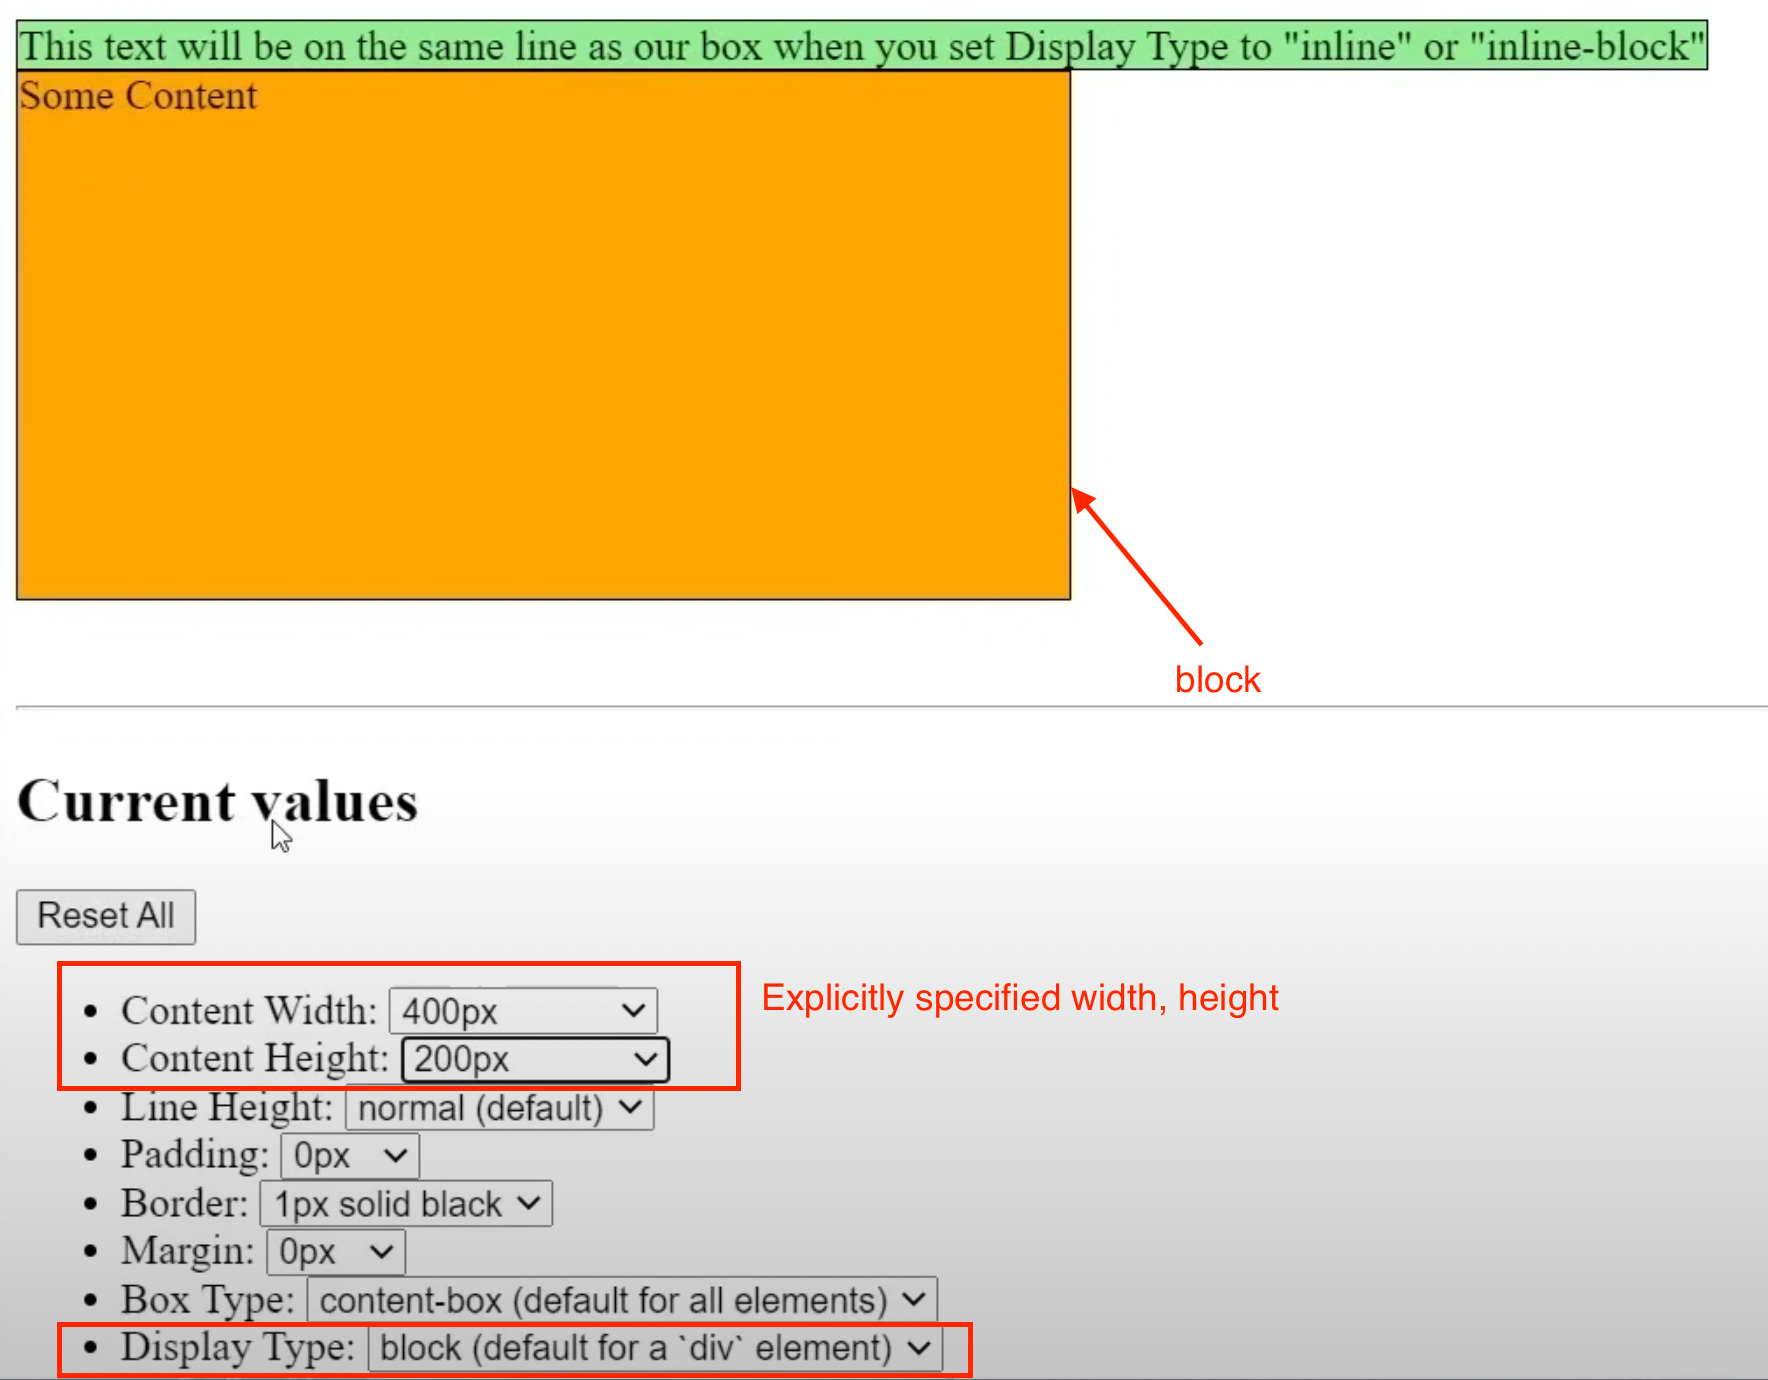 This text will be on the same line as our box when you set Display Type to "inline" or "inline-block"
Some Content
block
Current values
Reset All
Content Width: 400px
Explicitly specified width, height
Content Height: 200px
Line Height: normal (default)
Padding: 0px
Border: 1px solid black
Margin: 0px
Box Type: content-box (default for all elements)
Display Type: block (default for a `div` element)